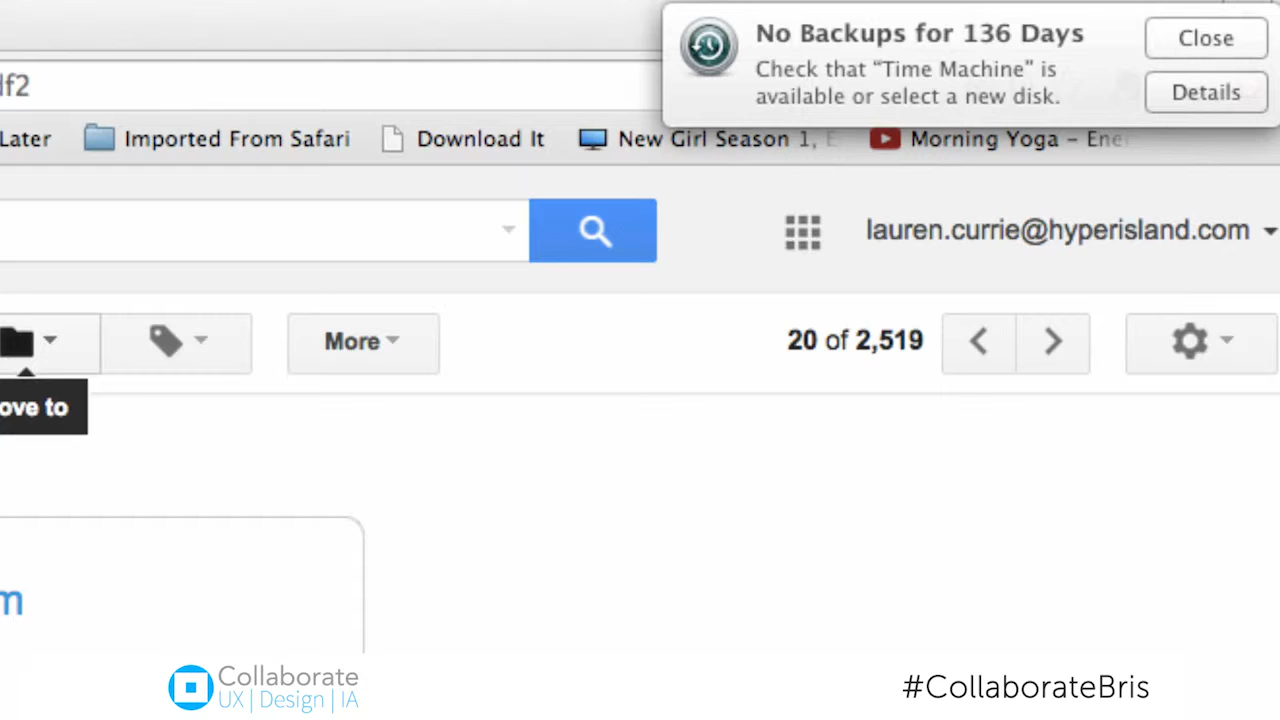 No Backups for 136 Days
Close
Check that “Time Machine” is
available or select a new disk.
Details
lf2
Later
Imported From Safari
Download It
New Girl Season 1, E
Morning Yoga – Ener
lauren.currie@hyperisland.com
More
20 of 2,519
ove to
m
Collaborate
UX | Design | IA
#CollaborateBris